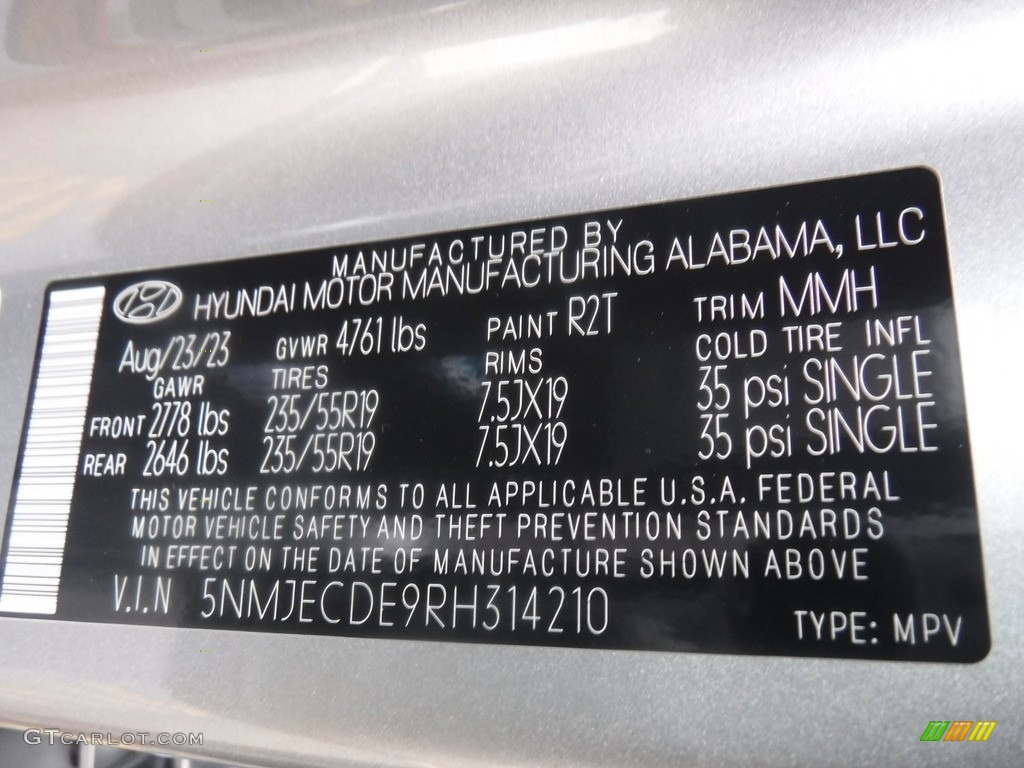 MANUFACTURED BY
HYUNDAI MOTOR MANUFACTURING ALABAMA, LLC
Aug/23/23 GVWR 4761 lbs PAINT R2T TRIM MMH
GAWR TIRES RIMS COLD TIRE INFL
FRONT 2778 lbs 235/55R19 7.5JX19 35 psi SINGLE
REAR 2646 lbs 235/55R19 7.5JX19 35 psi SINGLE
THIS VEHICLE CONFORMS TO ALL APPLICABLE U.S.A. FEDERAL
MOTOR VEHICLE SAFETY AND THEFT PREVENTION STANDARDS
IN EFFECT ON THE DATE OF MANUFACTURE SHOWN ABOVE
V.I.N 5NMJECDE9RH314210 TYPE: MPV
GTCARLOT.COM